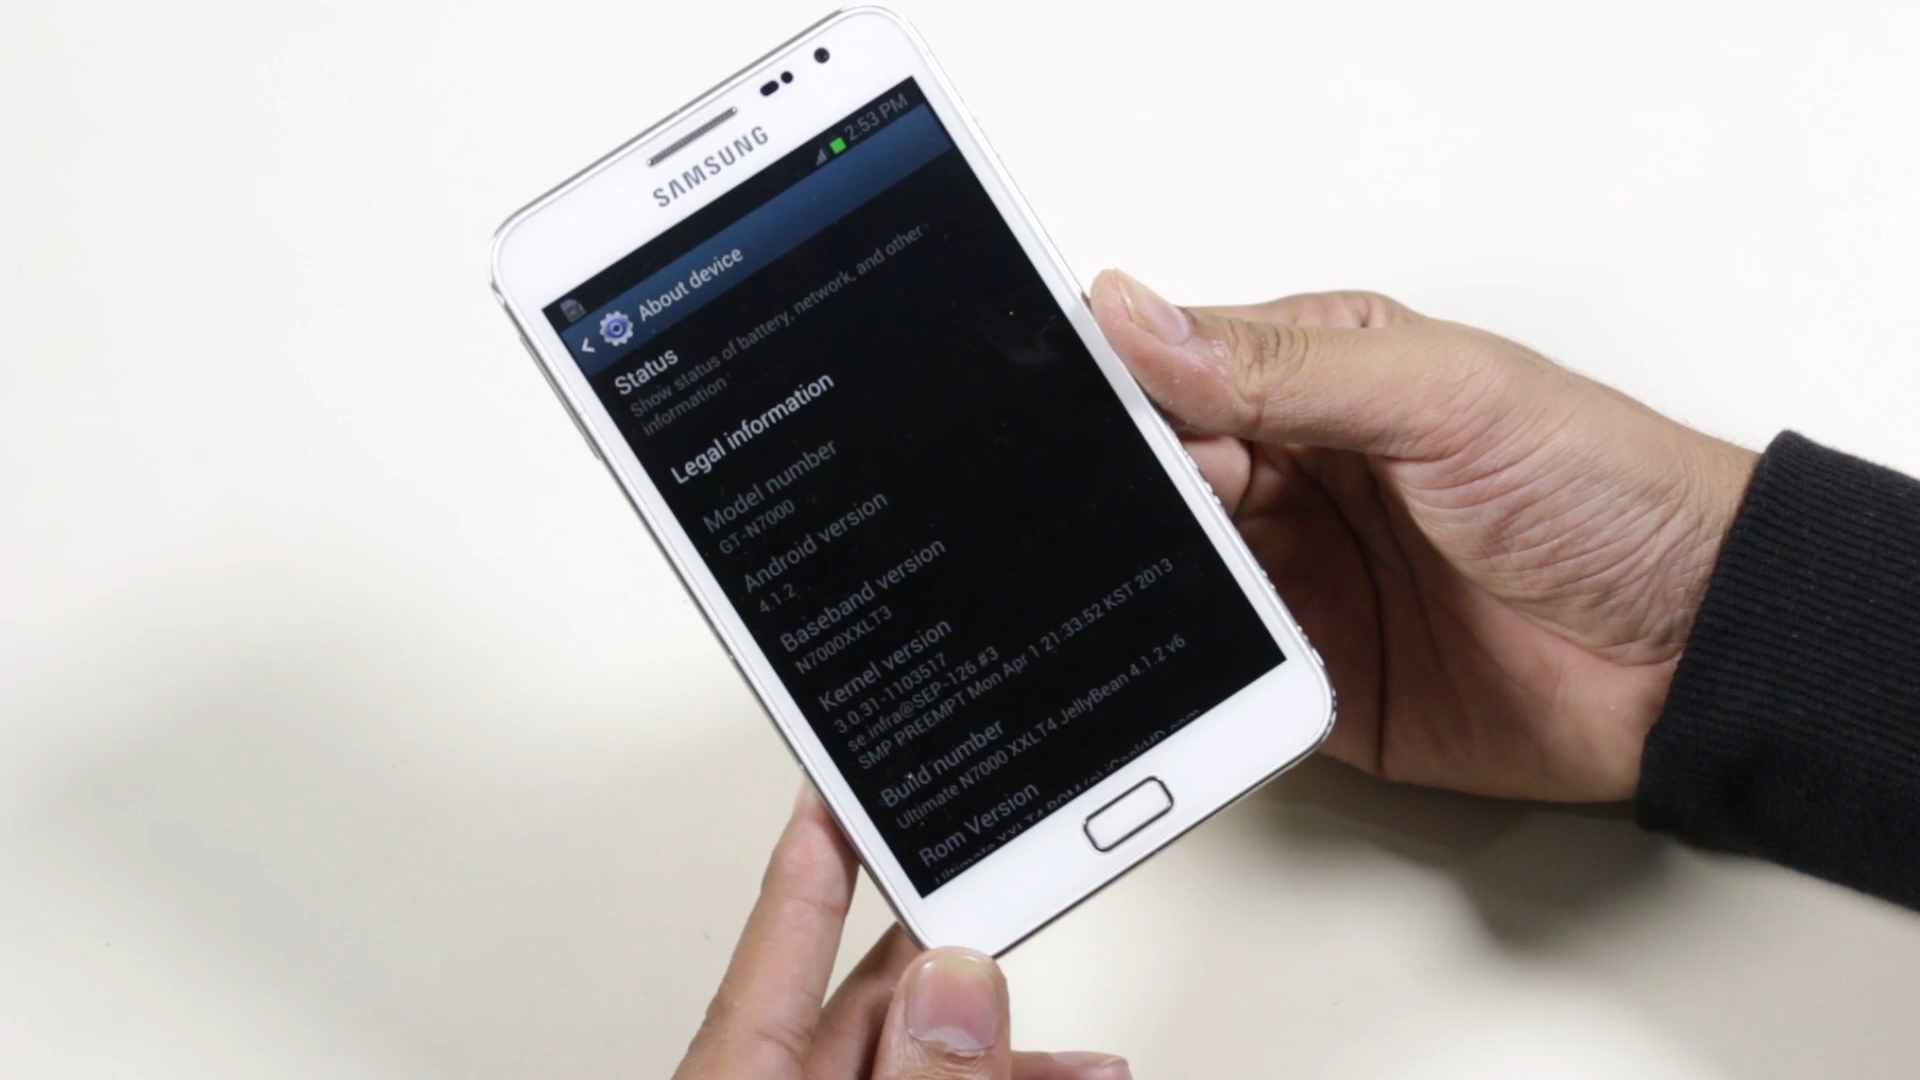 SAMSUNG
2:53 PM
About device
Status
Show status of battery, network, and other
information
Legal information
Model number
GT-N7000
Android version
4.1.2
Baseband version
N7000XXLT3
Kernel version
3.0.31-1103517
se.infra@SEP-126 #3
SMP PREEMPT Mon Apr 1 21:33:52 KST 2013
Build number
Ultimate N7000 XXLT4 JellyBean 4.1.2 v6
Rom Version
Ultimate XXLT4 ROM